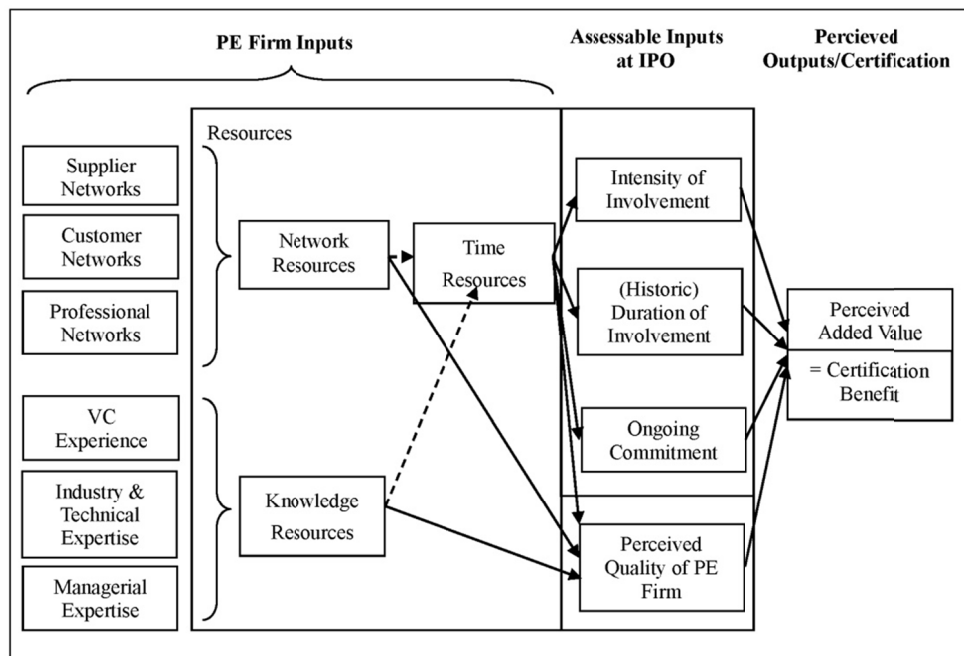 PE Firm Inputs
Assessable Inputs
at IPO
Percieved
Outputs/Certification
Resources
Supplier
Networks
Customer
Networks
Professional
Networks
VC
Experience
Industry &
Technical
Expertise
Managerial
Expertise
Network
Resources
Knowledge
Resources
Time
Resources
Intensity of
Involvement
(Historic)
Duration of
Involvement
Ongoing
Commitment
Perceived
Quality of PE
Firm
Perceived
Added Value
= Certification
Benefit